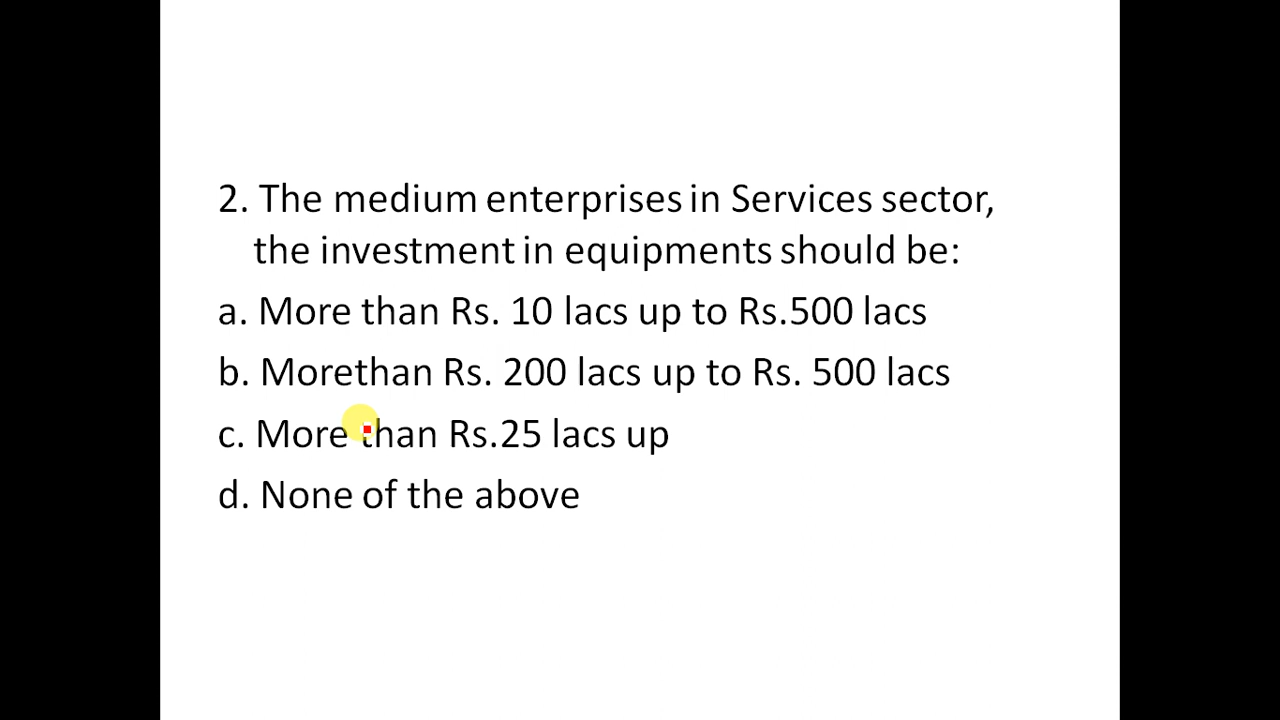 2. The medium enterprises in Services sector,
the investment in equipments should be:
a. More than Rs. 10 lacs up to Rs.500 lacs
b. Morethan Rs. 200 lacs up to Rs. 500 lacs
c. More than Rs.25 lacs up
d. None of the above